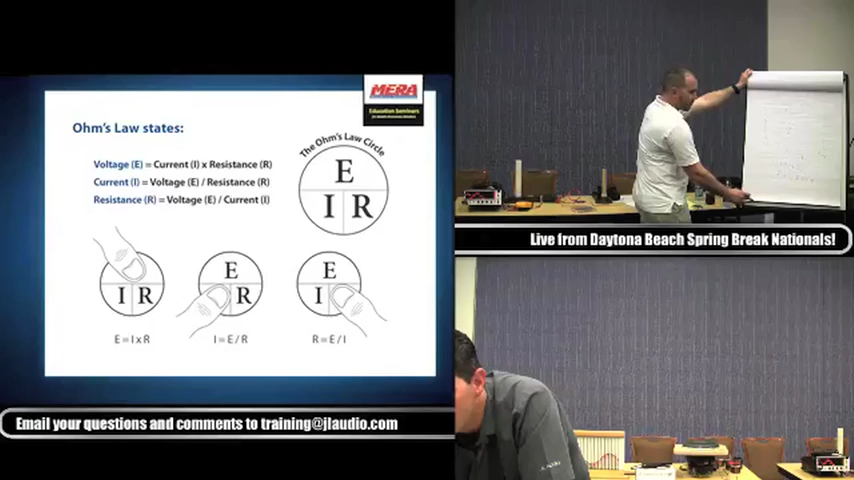 MERA
Education Seminars
Ohm's Law states:
Voltage (E) = Current (I) x Resistance (R)
Current (I) = Voltage (E) / Resistance (R)
Resistance (R) = Voltage (E) / Current (I)
The Ohm's Law Circle
E
I R
I R
E
R
E
I
E = I x R
I = E / R
R = E / I
Live from Daytona Beach Spring Break Nationals!
Email your questions and comments to training@jlaudio.com